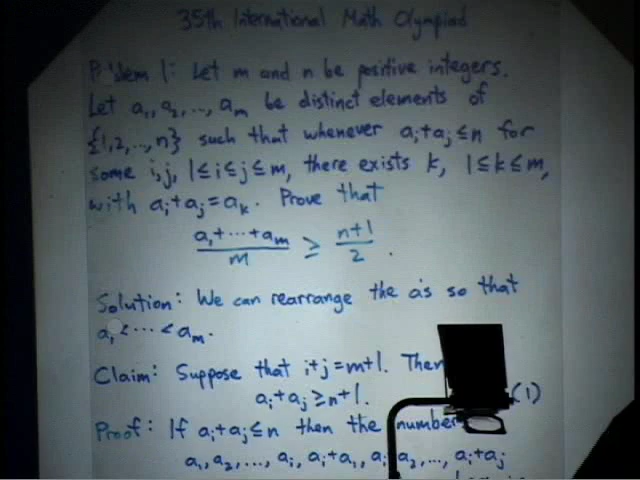 35th International Math Olympiad
Problem 1: Let m and n be positive integers.
Let a₁, a₂, ..., aₘ be distinct elements of
{1,2,..,n} such that whenever aᵢ+aⱼ≤n for
some i,j, 1≤i≤j≤m, there exists k, 1≤k≤m,
with aᵢ+aⱼ=aₖ. Prove that
(a₁+⋯+aₘ)/m ≥ (n+1)/2 .
Solution: We can rearrange the a's so that
a₁<⋯<aₘ.
Claim: Suppose that i+j=m+1. Then
aᵢ+aⱼ≥n+1. (1)
Proof: If aᵢ+aⱼ≤n then the number
a₁,a₂,...,aᵢ,aᵢ+a₁, a₂,...,aᵢ+aⱼ